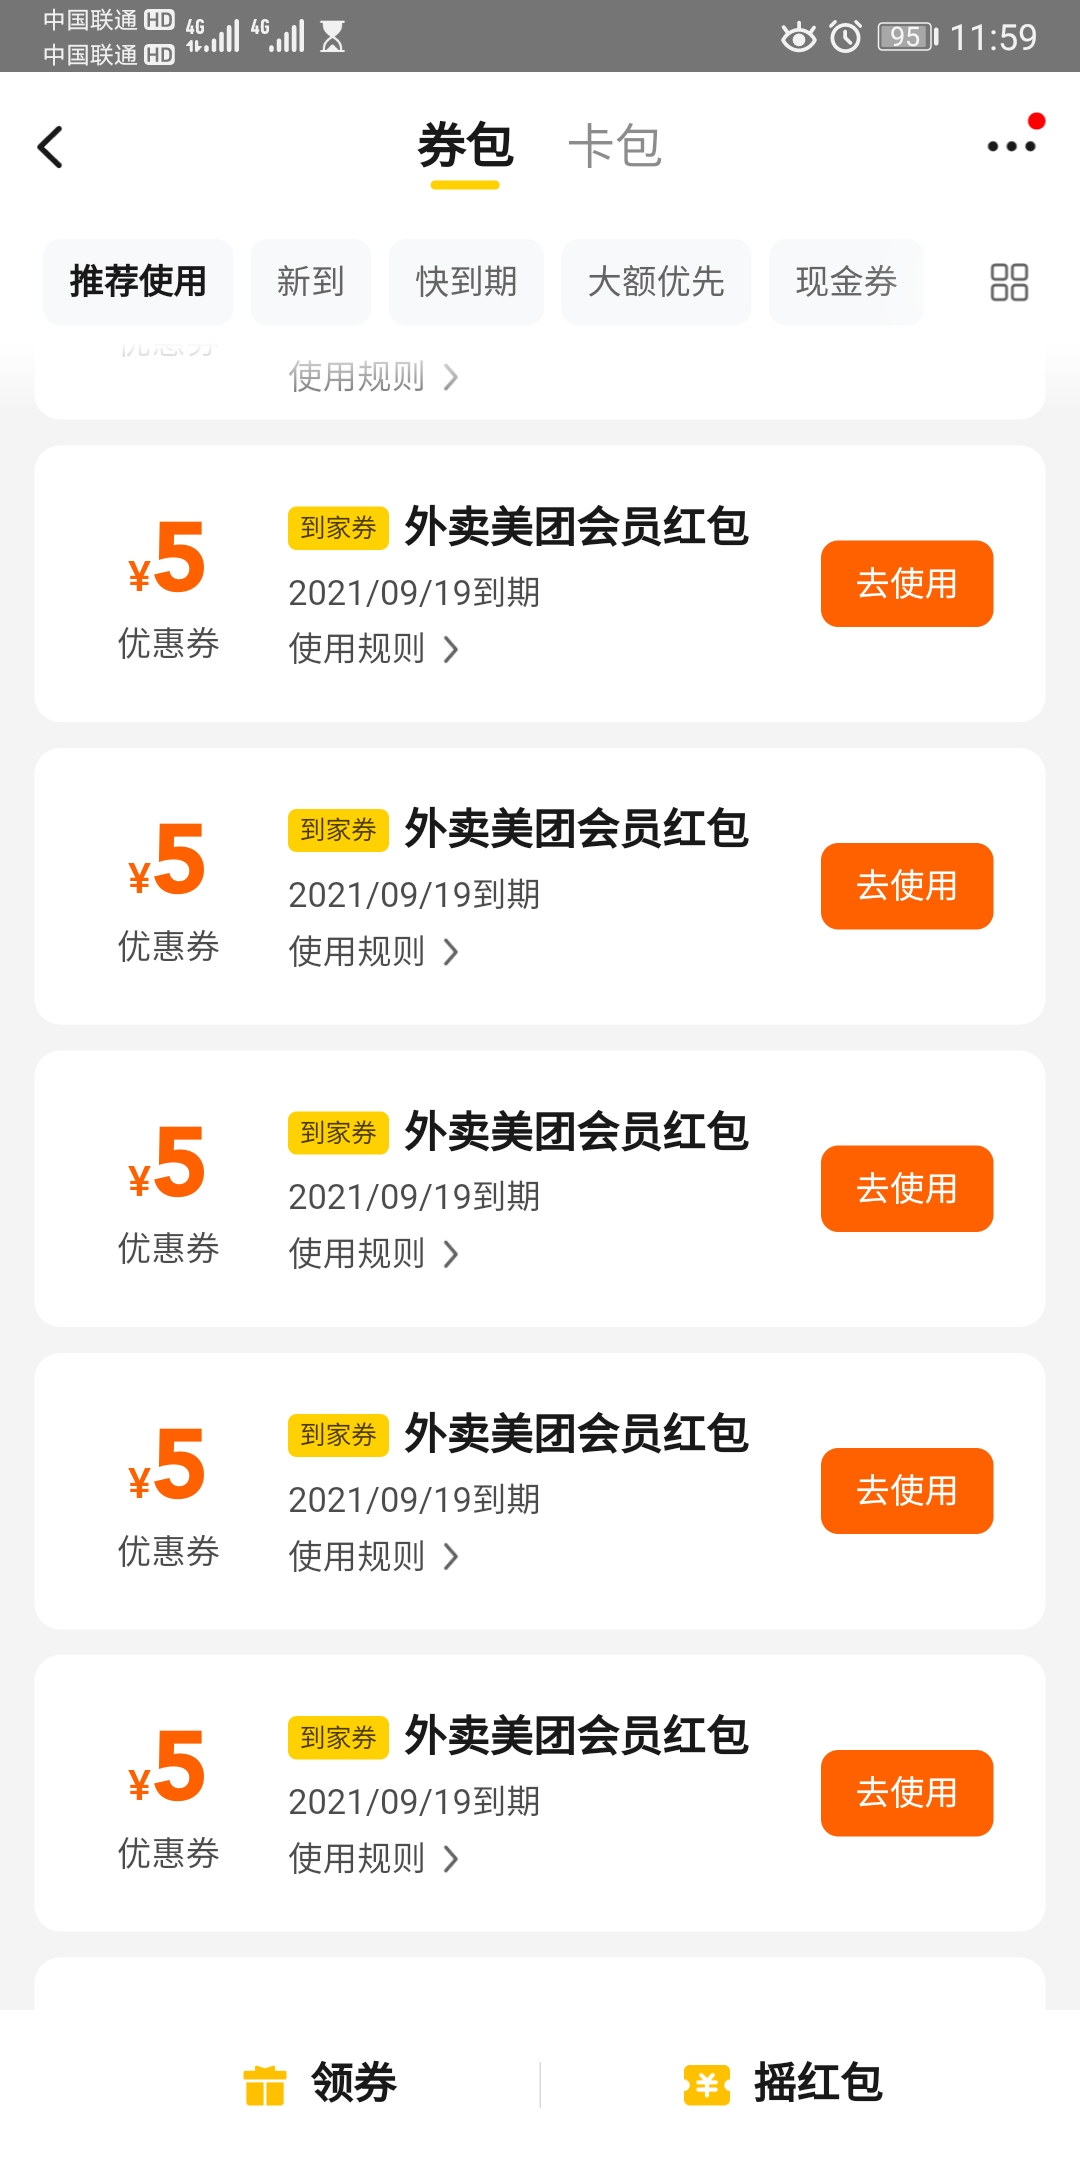 中国联通 HD 4G 4G
中国联通 HD
95 11:59
券包 卡包
推荐使用 新到 快到期 大额优先 现金券
优惠券
使用规则
¥5
优惠券
到家券 外卖美团会员红包
2021/09/19到期
使用规则
去使用
¥5
优惠券
到家券 外卖美团会员红包
2021/09/19到期
使用规则
去使用
¥5
优惠券
到家券 外卖美团会员红包
2021/09/19到期
使用规则
去使用
¥5
优惠券
到家券 外卖美团会员红包
2021/09/19到期
使用规则
去使用
¥5
优惠券
到家券 外卖美团会员红包
2021/09/19到期
使用规则
去使用
领券 ¥ 摇红包